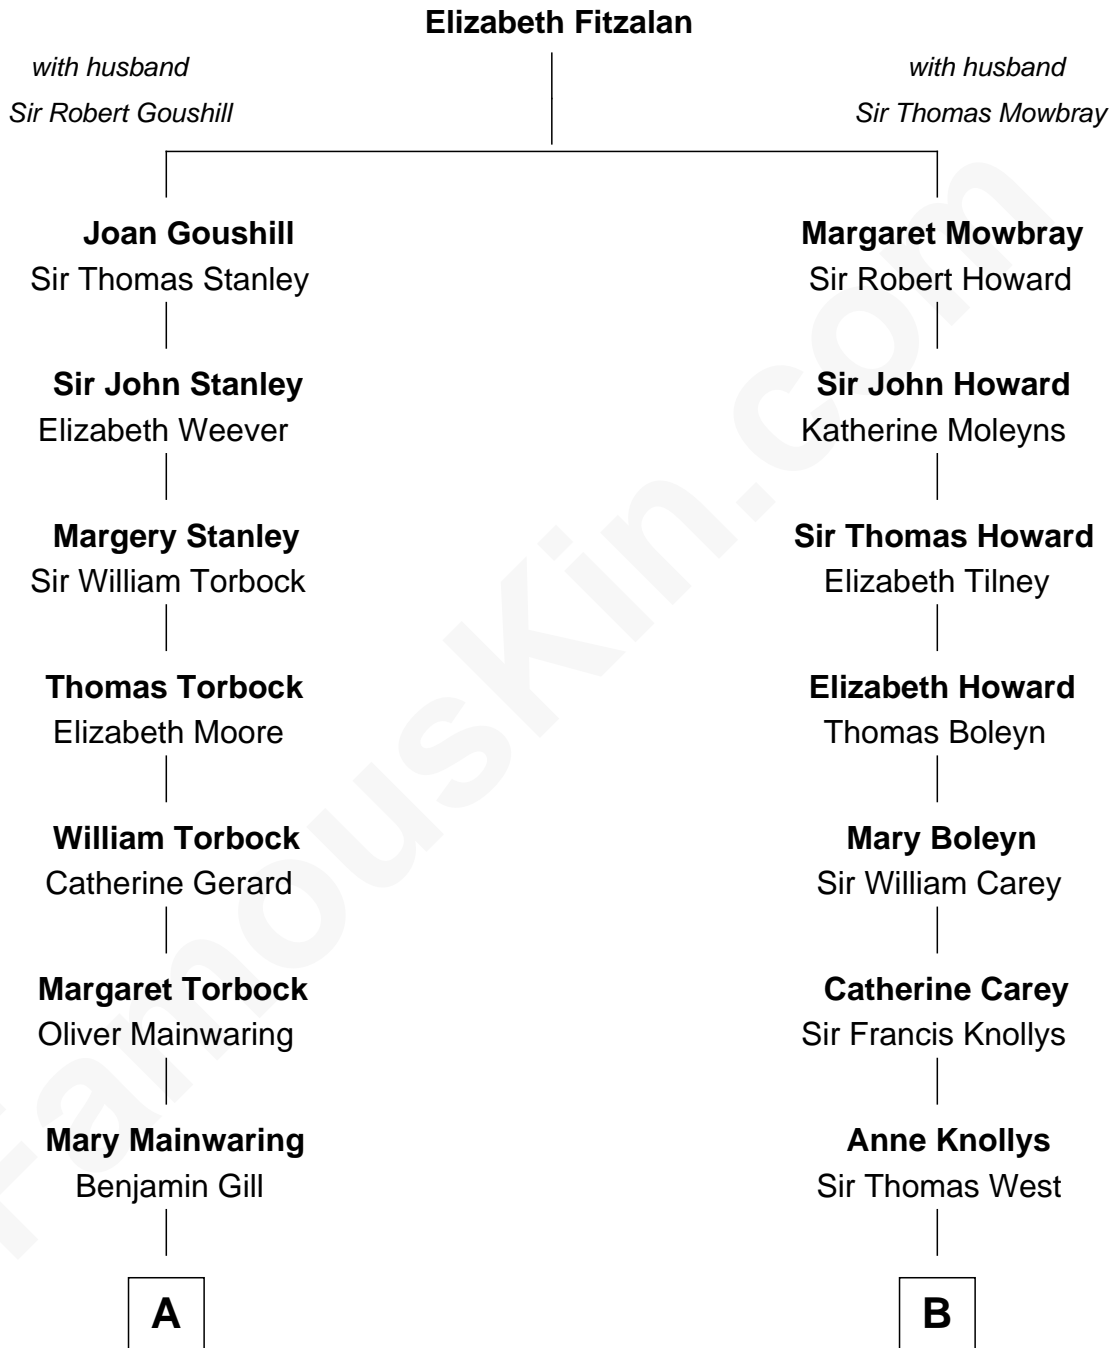 Elizabeth Fitzalan
with husband
Sir Robert Goushill
with husband
Sir Thomas Mowbray
Joan Goushill
Sir Thomas Stanley
Margaret Mowbray
Sir Robert Howard
Sir John Stanley
Elizabeth Weever
Sir John Howard
Katherine Moleyns
Margery Stanley
Sir William Torbock
Sir Thomas Howard
Elizabeth Tilney
Thomas Torbock
Elizabeth Moore
Elizabeth Howard
Thomas Boleyn
William Torbock
Catherine Gerard
Mary Boleyn
Sir William Carey
Margaret Torbock
Oliver Mainwaring
Catherine Carey
Sir Francis Knollys
Mary Mainwaring
Benjamin Gill
Anne Knollys
Sir Thomas West
A
B
FamousKin.com